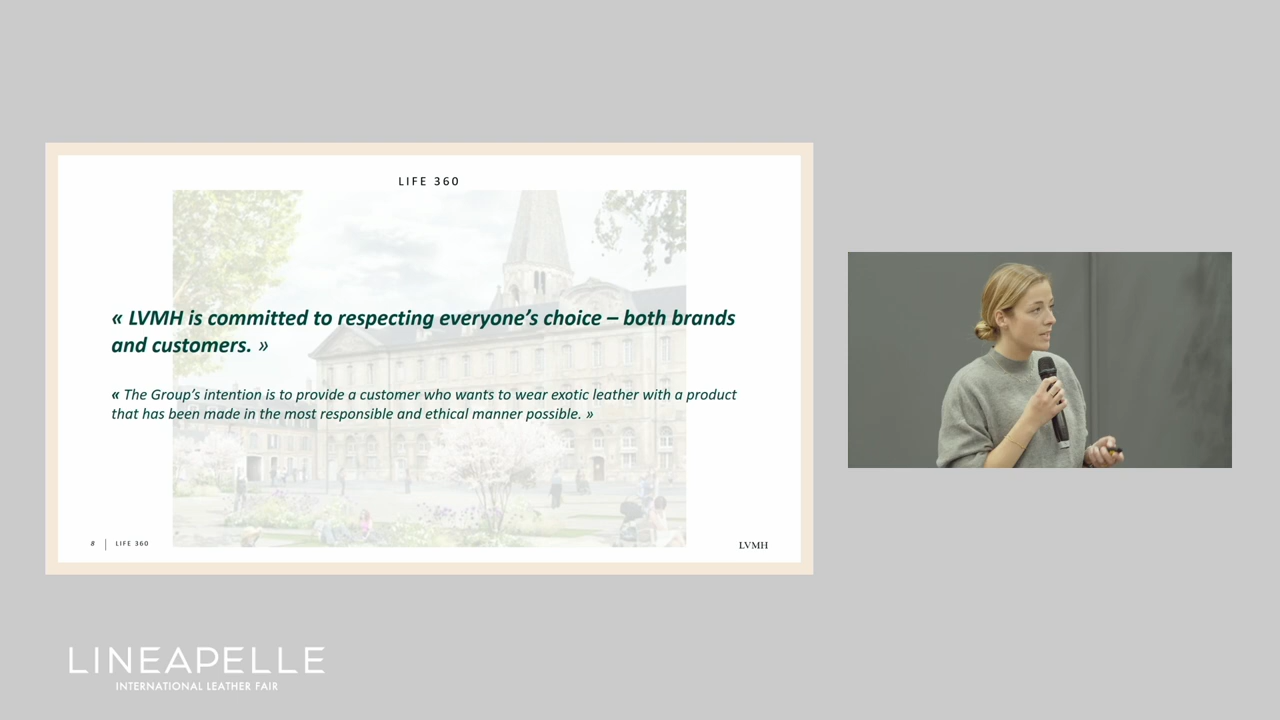 LIFE 360
« LVMH is committed to respecting everyone’s choice – both brands
and customers. »
« The Group’s intention is to provide a customer who wants to wear exotic leather with a product
that has been made in the most responsible and ethical manner possible. »
8 | LIFE 360
LVMH
LINEAPELLE
INTERNATIONAL LEATHER FAIR